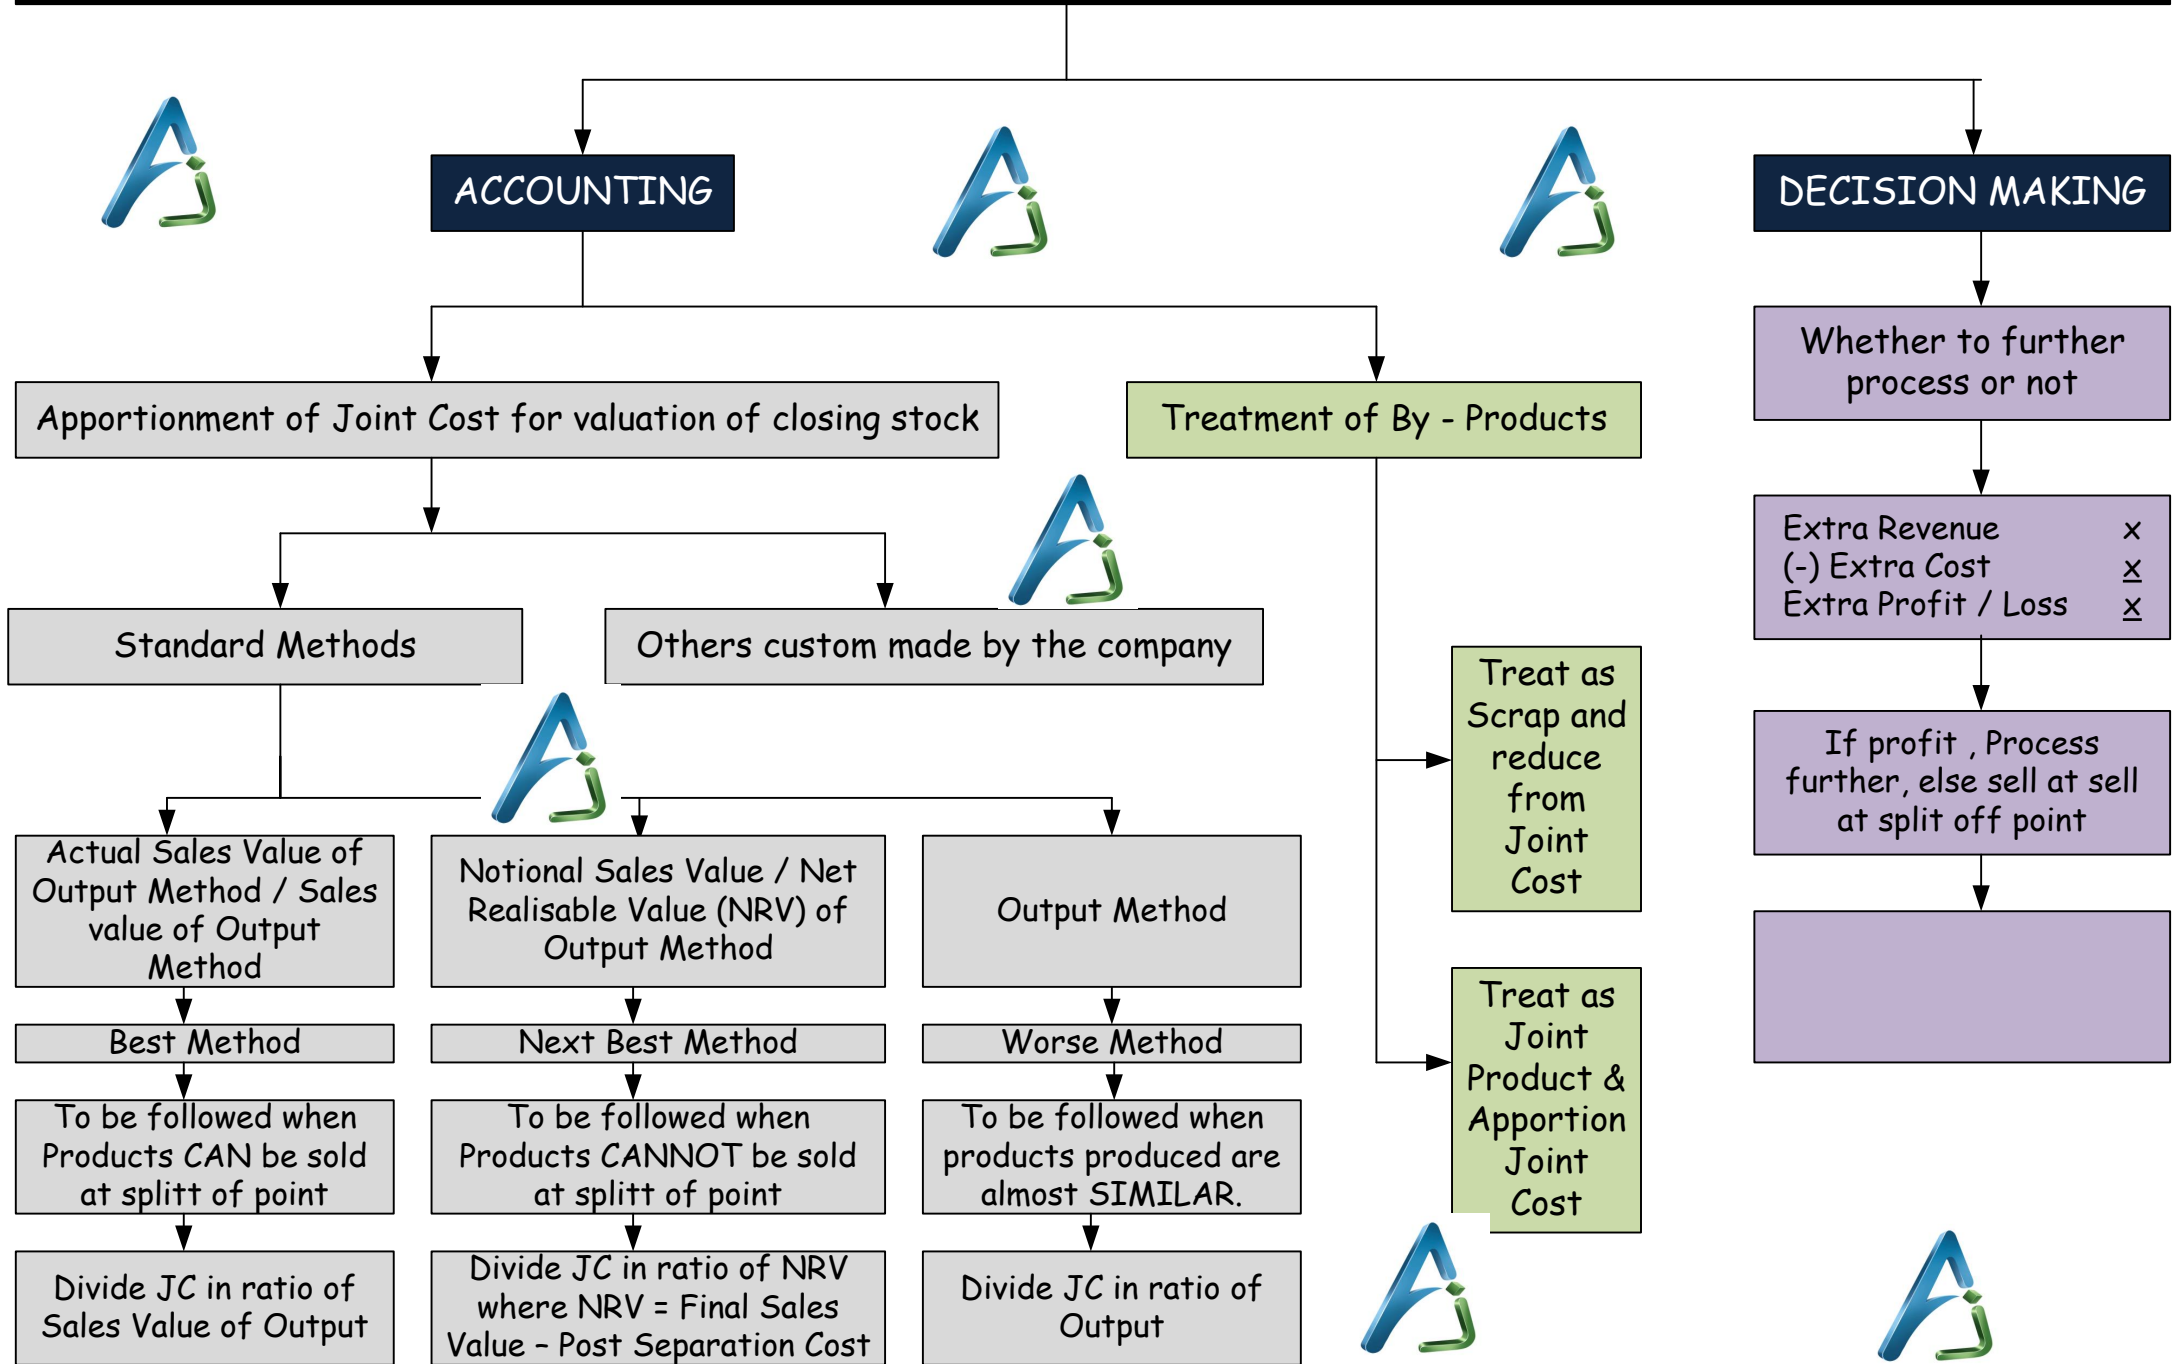 ACCOUNTING
DECISION MAKING
Whether to further
process or not
Apportionment of Joint Cost for valuation of closing stock
Treatment of By - Products
Extra Revenue x
(-) Extra Cost x
Extra Profit / Loss x
Standard Methods
Others custom made by the company
Treat as
Scrap and
reduce
from
Joint
Cost
If profit , Process
further, else sell at sell
at split off point
Actual Sales Value of
Output Method / Sales
value of Output
Method
Notional Sales Value / Net
Realisable Value (NRV) of
Output Method
Output Method
Treat as
Joint
Product &
Apportion
Joint
Cost
Best Method
Next Best Method
Worse Method
To be followed when
Products CAN be sold
at splitt of point
To be followed when
Products CANNOT be sold
at splitt of point
To be followed when
products produced are
almost SIMILAR.
Divide JC in ratio of
Sales Value of Output
Divide JC in ratio of NRV
where NRV = Final Sales
Value – Post Separation Cost
Divide JC in ratio of
Output